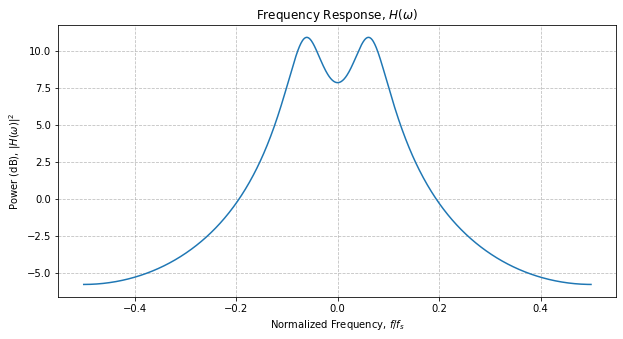 Frequency Response, H(ω)
Power (dB), |H(ω)|²
10.0
7.5
5.0
2.5
0.0
−2.5
−5.0
−0.4 −0.2 0.0 0.2 0.4
Normalized Frequency, f/fₛ